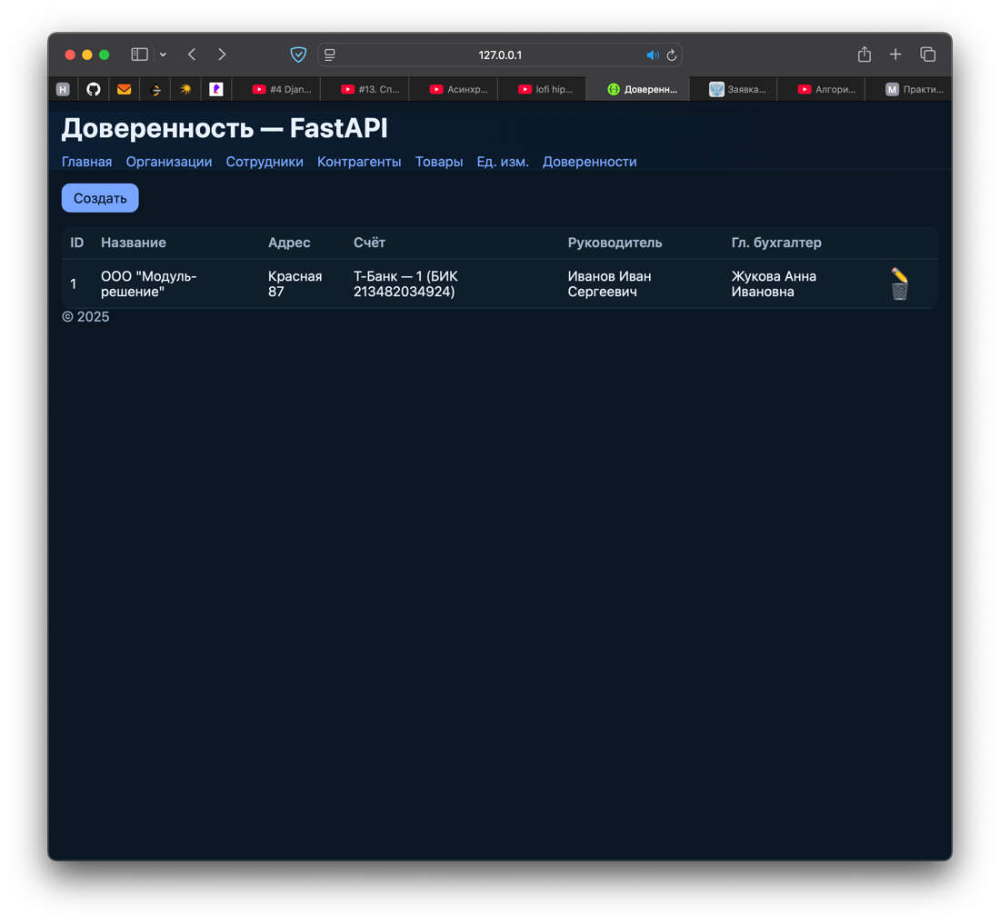 127.0.0.1
H
#4 Djan...
#13. Сп...
Асинхр...
lofi hip...
Доверенн...
Заявка...
Алгори...
M
Практи...
Доверенность — FastAPI
Главная Организации Сотрудники Контрагенты Товары Ед. изм. Доверенности
Создать
ID Название Адрес Счёт Руководитель Гл. бухгалтер
1 ООО "Модуль- Красная Т-Банк — 1 (БИК Иванов Иван Жукова Анна
решение" 87 213482034924) Сергеевич Ивановна
© 2025